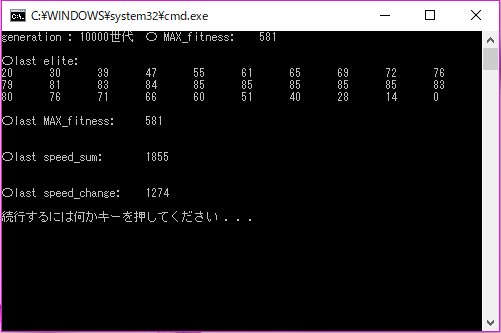 C:¥WINDOWS¥system32¥cmd.exe
generation : 10000世代 〇 MAX_fitness: 581
〇last elite:
20 30 39 47 55 61 65 69 72 76
79 81 83 84 85 85 85 85 85 83
80 76 71 66 60 51 40 28 14 0
〇last MAX_fitness: 581
〇last speed_sum: 1855
〇last speed_change: 1274
続行するには何かキーを押してください . . .